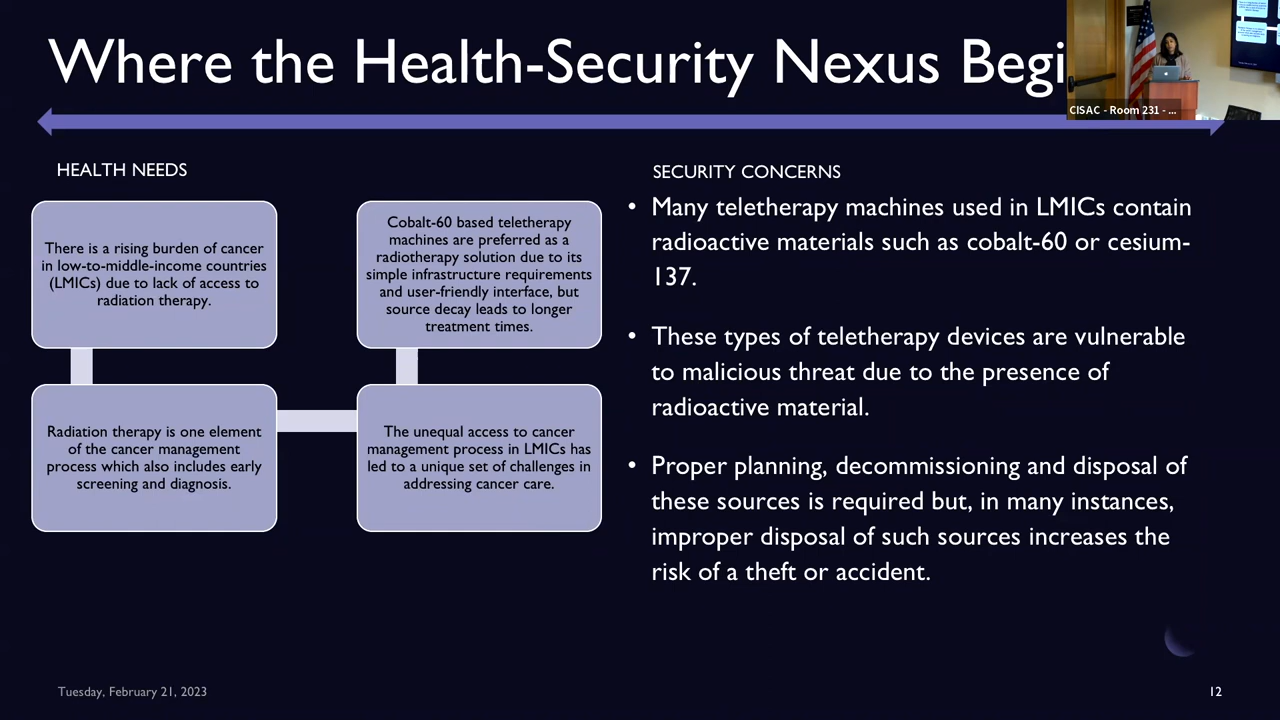 Where the Health-Security Nexus Begi
CISAC - Room 231 - ...
HEALTH NEEDS
There is a rising burden of cancer
in low-to-middle-income countries
(LMICs) due to lack of access to
radiation therapy.
Radiation therapy is one element
of the cancer management
process which also includes early
screening and diagnosis.
The unequal access to cancer
management process in LMICs has
led to a unique set of challenges in
addressing cancer care.
Cobalt-60 based teletherapy
machines are preferred as a
radiotherapy solution due to its
simple infrastructure requirements
and user-friendly interface, but
source decay leads to longer
treatment times.
SECURITY CONCERNS
• Many teletherapy machines used in LMICs contain
radioactive materials such as cobalt-60 or cesium-
137.
• These types of teletherapy devices are vulnerable
to malicious threat due to the presence of
radioactive material.
• Proper planning, decommissioning and disposal of
these sources is required but, in many instances,
improper disposal of such sources increases the
risk of a theft or accident.
Tuesday, February 21, 2023
12